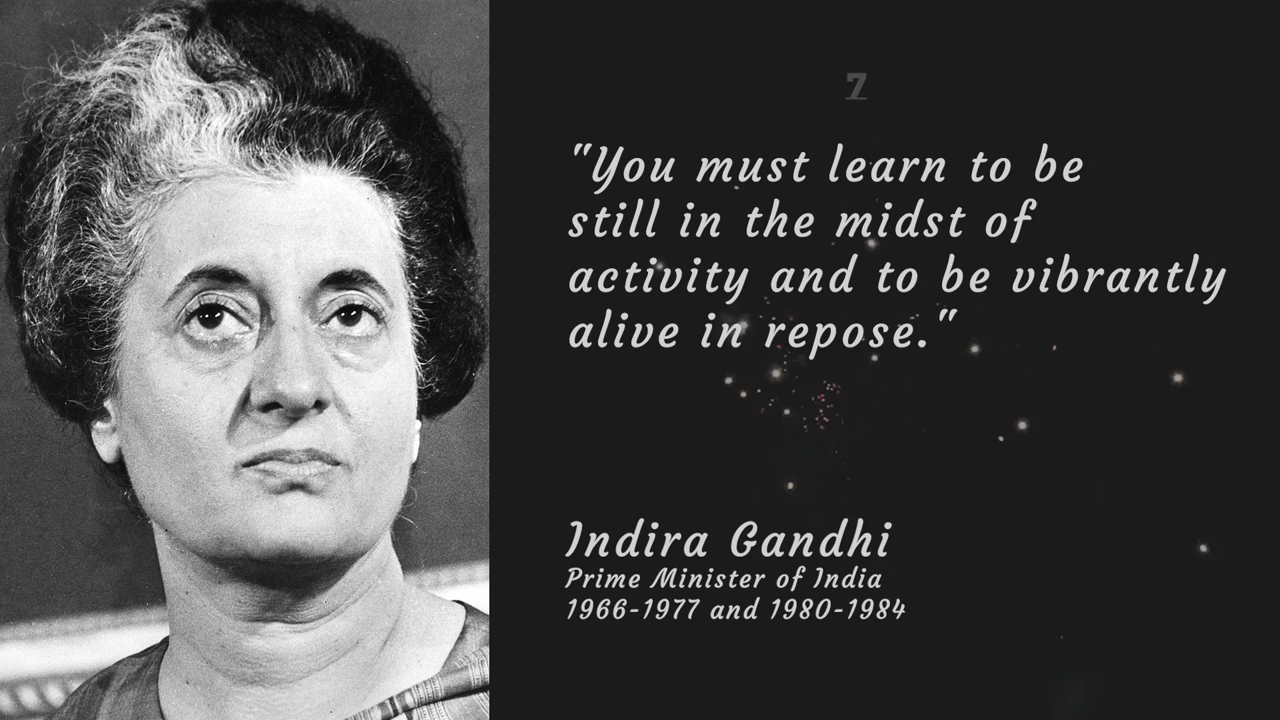 7
"You must learn to be
still in the midst of
activity and to be vibrantly
alive in repose."
Indira Gandhi
Prime Minister of India
1966-1977 and 1980-1984